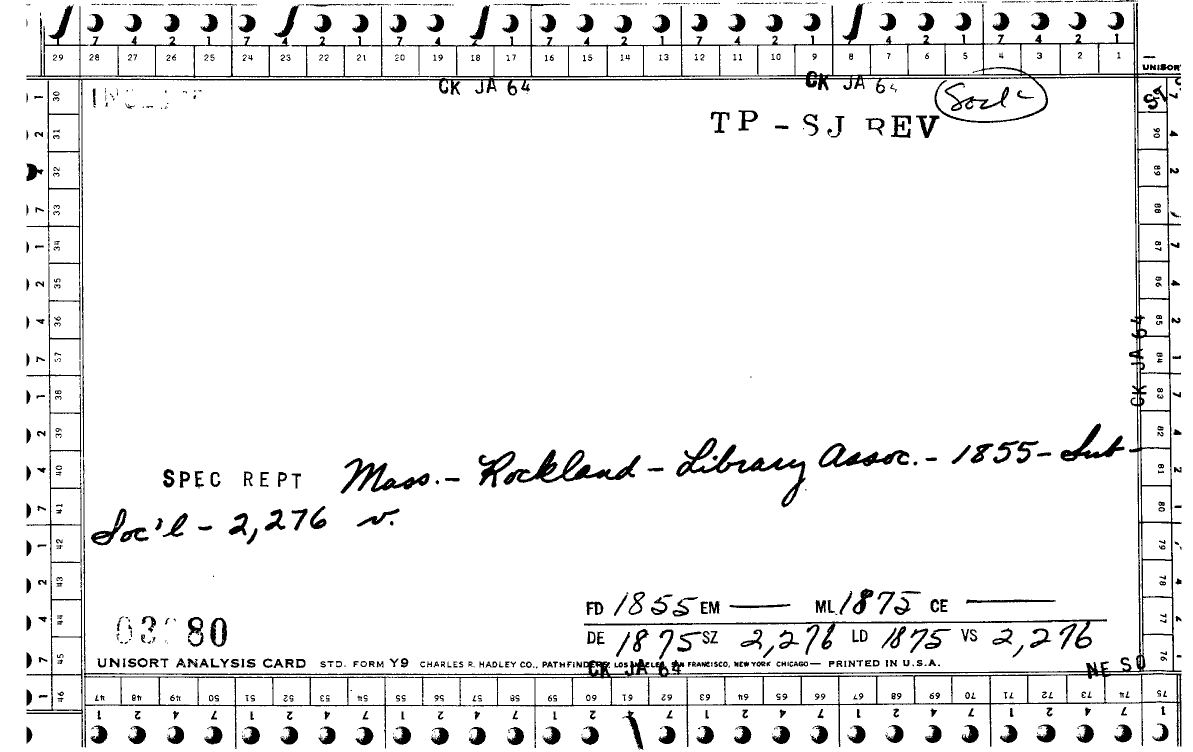 7 4 2 1 7 4 2 1 7 4 2 1 7 4 2 1 7 4 2 1 7 4 2 1
29 28 27 26 25 24 23 22 21 20 19 18 17 16 15 14 13 12 11 10 9 8 7 6 5 4 3 2 1
UNISORT
CK JA 64 CK JA 64
TP - SJ REV
30 31 32 33 34 35 36 37 38 39 40 41 42 43 44 45 46
90 89 88 87 86 85 84 83 82 81 80 79 78 77 76
CK JA 64
SPEC REPT Mass. - Rockland - Library Assoc. - 1855 - Sub -
Soc'l - 2,276 v.
FD 1855 EM — ML 1875 CE —
DE 1875 SZ 2,276 LD 1875 VS 2,276
80
UNISORT ANALYSIS CARD STD. FORM Y9 CHARLES R. HADLEY CO., PATHFINDERS, LOS ANGELES, SAN FRANCISCO, NEW YORK CHICAGO — PRINTED IN U.S.A.
CK JA 64 NE SO
47 48 49 50 51 52 53 54 55 56 57 58 59 60 61 62 63 64 65 66 67 68 69 70 71 72 73 74 75